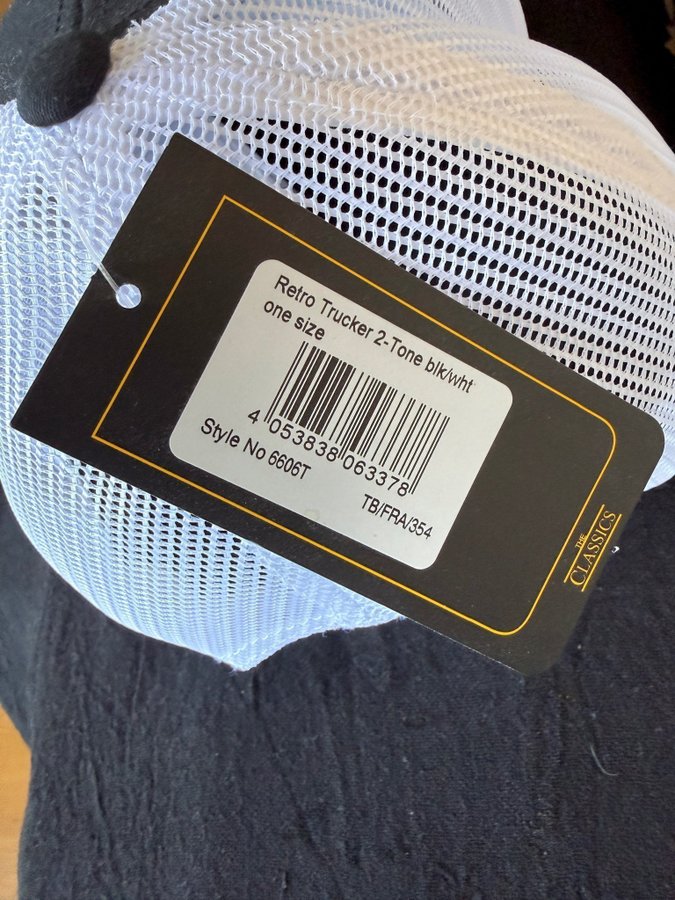 Retro Trucker 2-Tone blk/wht
one size
4 053838 063378
Style No 6606T
TB/FRA/354
THE
CLASSICS